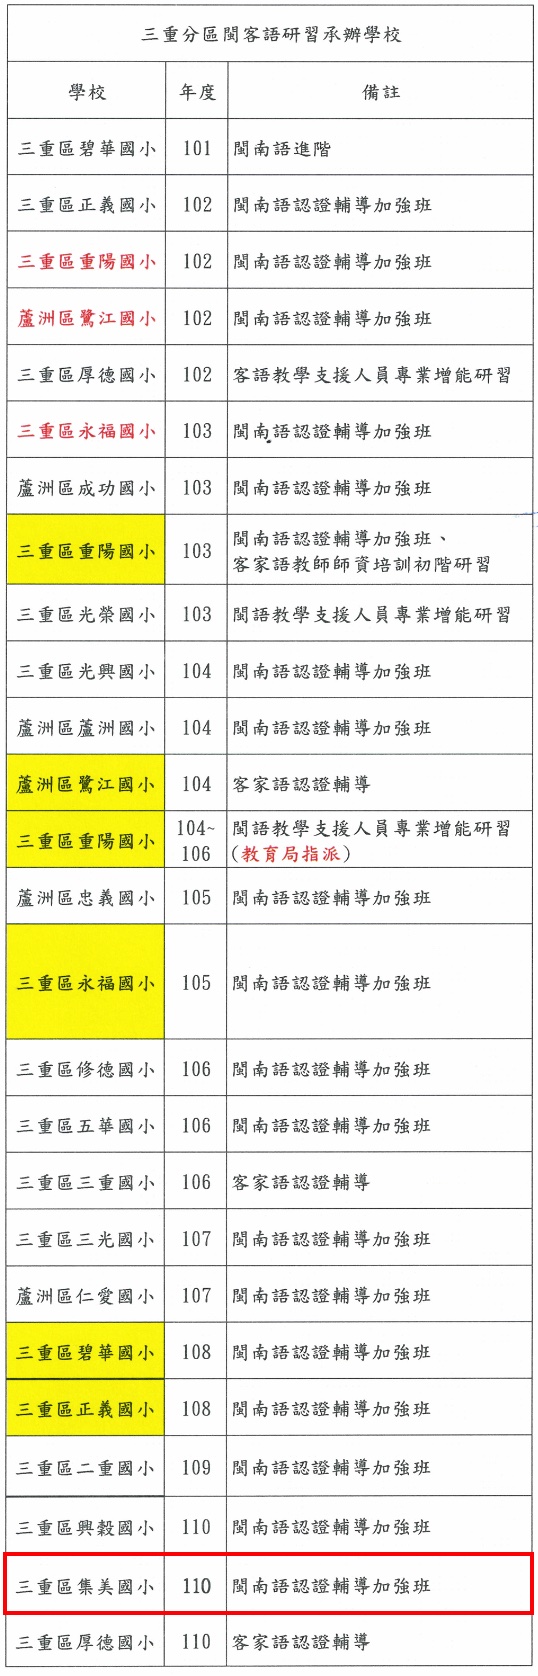 三重分區閩客語研習承辦學校
學校 年度 備註
三重區碧華國小 101 閩南語進階
三重區正義國小 102 閩南語認證輔導加強班
三重區重陽國小 102 閩南語認證輔導加強班
蘆洲區鷺江國小 102 閩南語認證輔導加強班
三重區厚德國小 102 客語教學支援人員專業增能研習
三重區永福國小 103 閩南語認證輔導加強班
蘆洲區成功國小 103 閩南語認證輔導加強班
三重區重陽國小 103 閩南語認證輔導加強班、
客家語教師師資培訓初階研習
三重區光榮國小 103 閩語教學支援人員專業增能研習
三重區光興國小 104 閩南語認證輔導加強班
蘆洲區蘆洲國小 104 閩南語認證輔導加強班
蘆洲區鷺江國小 104 客家語認證輔導
三重區重陽國小 104~106 閩語教學支援人員專業增能研習
(教育局指派)
蘆洲區忠義國小 105 閩南語認證輔導加強班
三重區永福國小 105 閩南語認證輔導加強班
三重區修德國小 106 閩南語認證輔導加強班
三重區五華國小 106 閩南語認證輔導加強班
三重區三重國小 106 客家語認證輔導
三重區三光國小 107 閩南語認證輔導加強班
蘆洲區仁愛國小 107 閩南語認證輔導加強班
三重區碧華國小 108 閩南語認證輔導加強班
三重區正義國小 108 閩南語認證輔導加強班
三重區二重國小 109 閩南語認證輔導加強班
三重區興穀國小 110 閩南語認證輔導加強班
三重區集美國小 110 閩南語認證輔導加強班
三重區厚德國小 110 客家語認證輔導